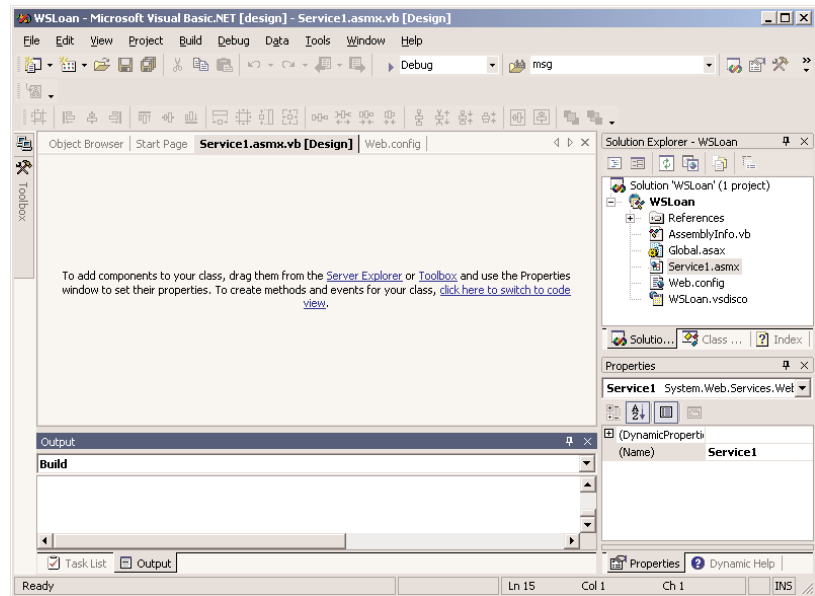 WSLoan - Microsoft Visual Basic.NET [design] - Service1.asmx.vb [Design]
File Edit View Project Build Debug Data Tools Window Help
Debug msg
Object Browser Start Page Service1.asmx.vb [Design] Web.config
Toolbox
To add components to your class, drag them from the Server Explorer or Toolbox and use the Properties
window to set their properties. To create methods and events for your class, click here to switch to code
view.
Solution Explorer - WSLoan
Solution 'WSLoan' (1 project)
WSLoan
References
AssemblyInfo.vb
Global.asax
Service1.asmx
Web.config
WSLoan.vsdisco
Solutio... Class ... Index
Properties
Service1 System.Web.Services.Wet
(DynamicProperti
(Name) Service1
Output
Build
Task List Output
Properties Dynamic Help
Ready Ln 15 Col 1 Ch 1 INS